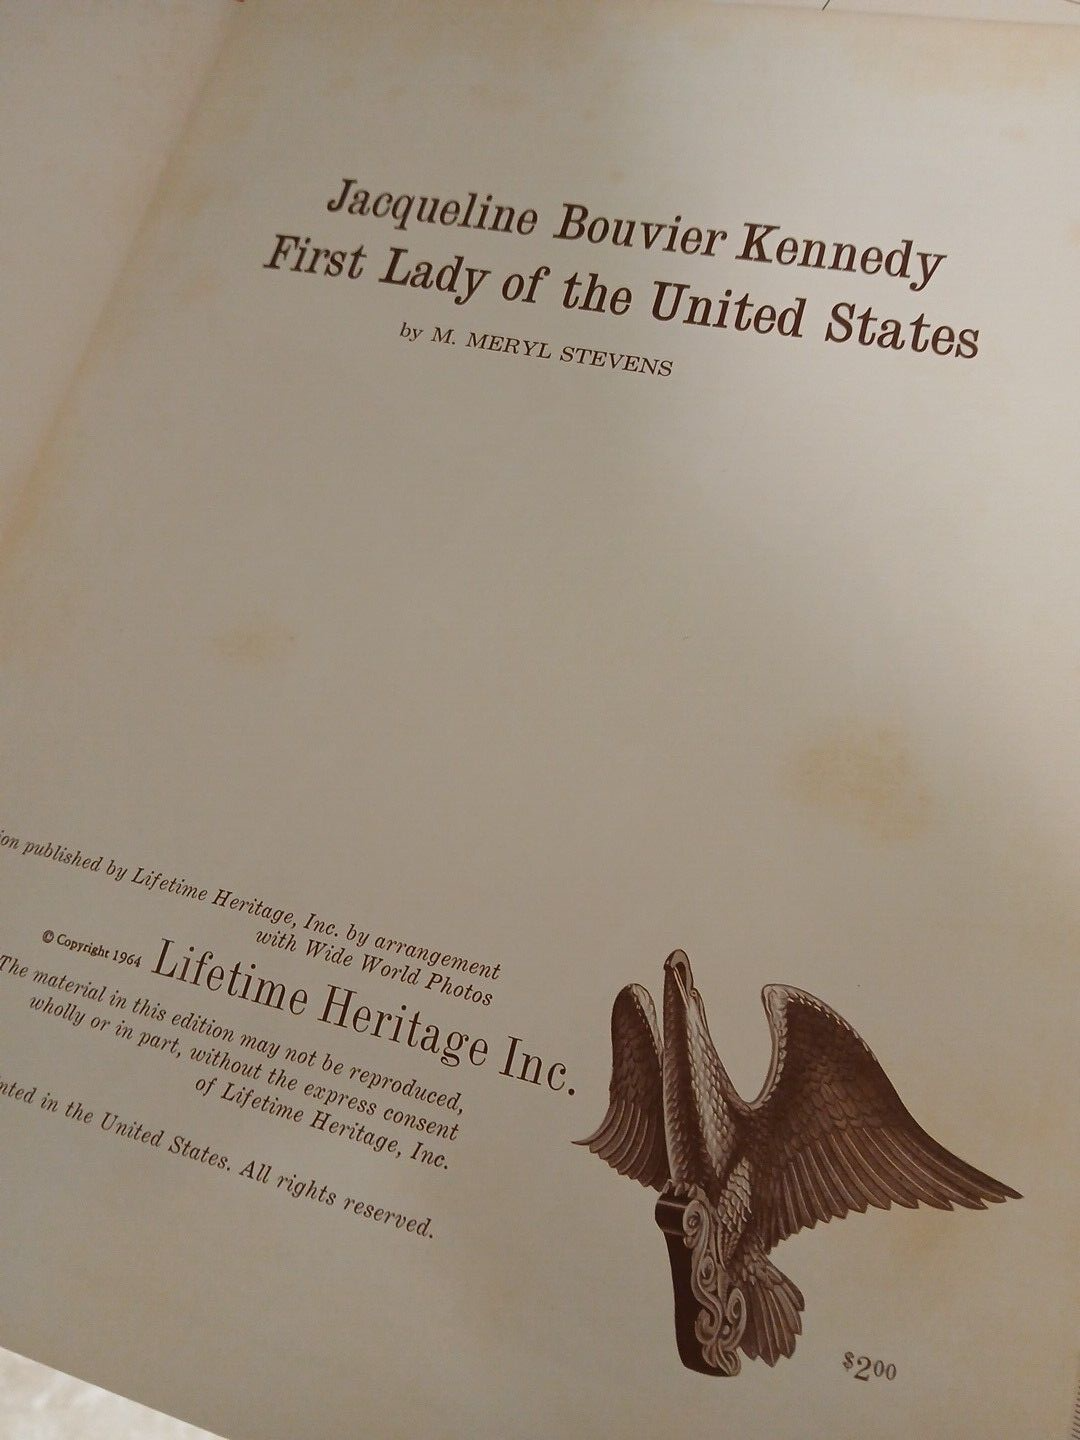 Jacqueline Bouvier Kennedy
First Lady of the United States
by M. MERYL STEVENS
published by Lifetime Heritage, Inc. by arrangement
with Wide World Photos
© Copyright 1964 Lifetime Heritage Inc.
The material in this edition may not be reproduced,
wholly or in part, without the express consent
of Lifetime Heritage, Inc.
in the United States. All rights reserved.
$2.00